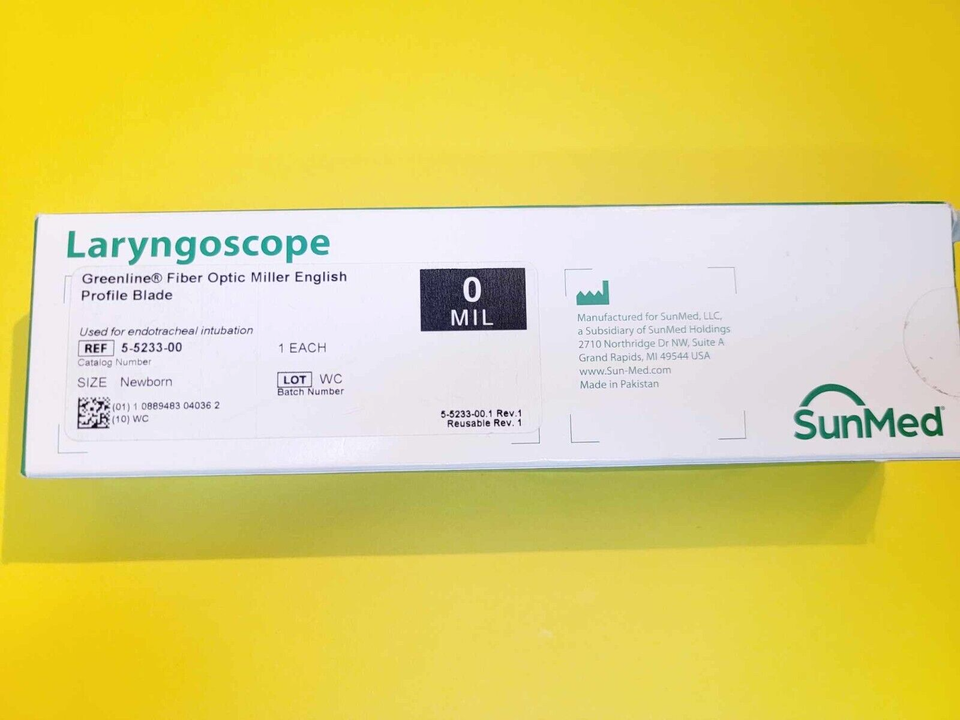 Laryngoscope
Greenline® Fiber Optic Miller English
Profile Blade
0
MIL
Used for endotracheal intubation
REF 5-5233-00
Catalog Number
1 EACH
SIZE Newborn
LOT WC
Batch Number
(01) 1 0889483 04036 2
(10) WC
5-5233-00.1 Rev.1
Reusable Rev. 1
Manufactured for SunMed, LLC,
a Subsidiary of SunMed Holdings
2710 Northridge Dr NW, Suite A
Grand Rapids, MI 49544 USA
www.Sun-Med.com
Made in Pakistan
SunMed